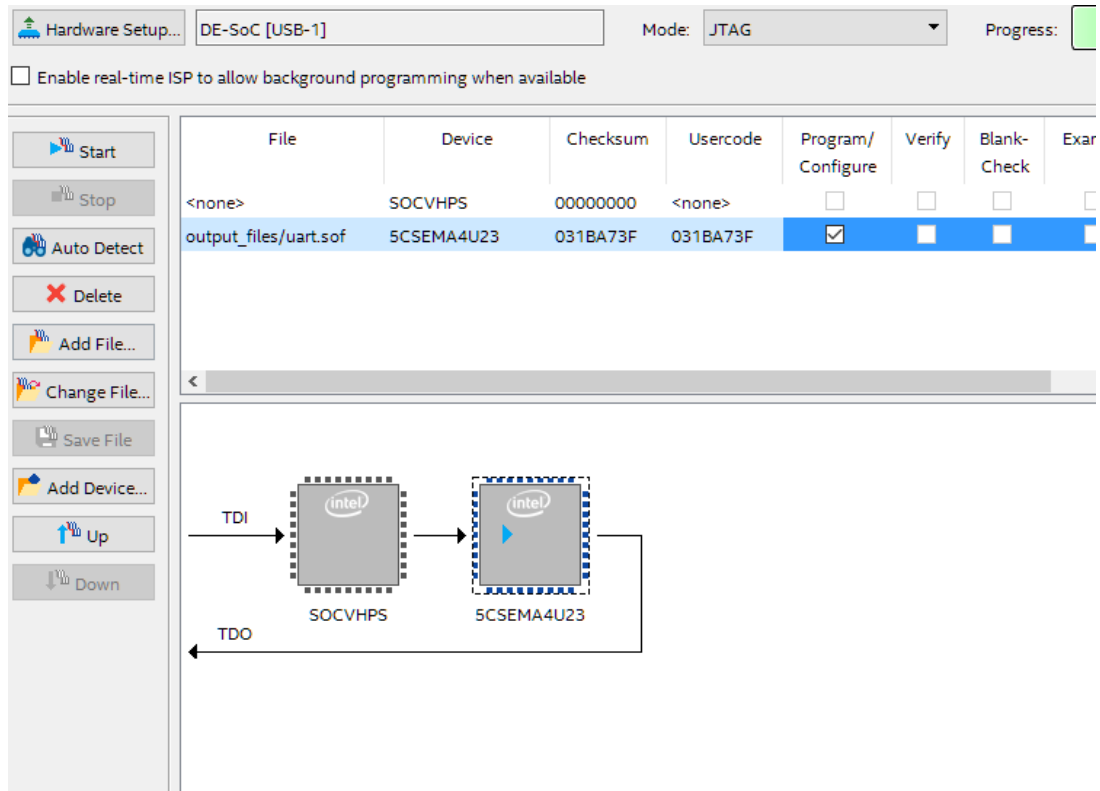 Hardware Setup... DE-SoC [USB-1] Mode: JTAG Progress:
Enable real-time ISP to allow background programming when available
Start
Stop
Auto Detect
Delete
Add File...
Change File...
Save File
Add Device...
Up
Down
File Device Checksum Usercode Program/ Configure Verify Blank- Check Exar
<none> SOCVHPS 00000000 <none>
output_files/uart.sof 5CSEMA4U23 031BA73F 031BA73F
TDI
intel
intel
SOCVHPS
5CSEMA4U23
TDO